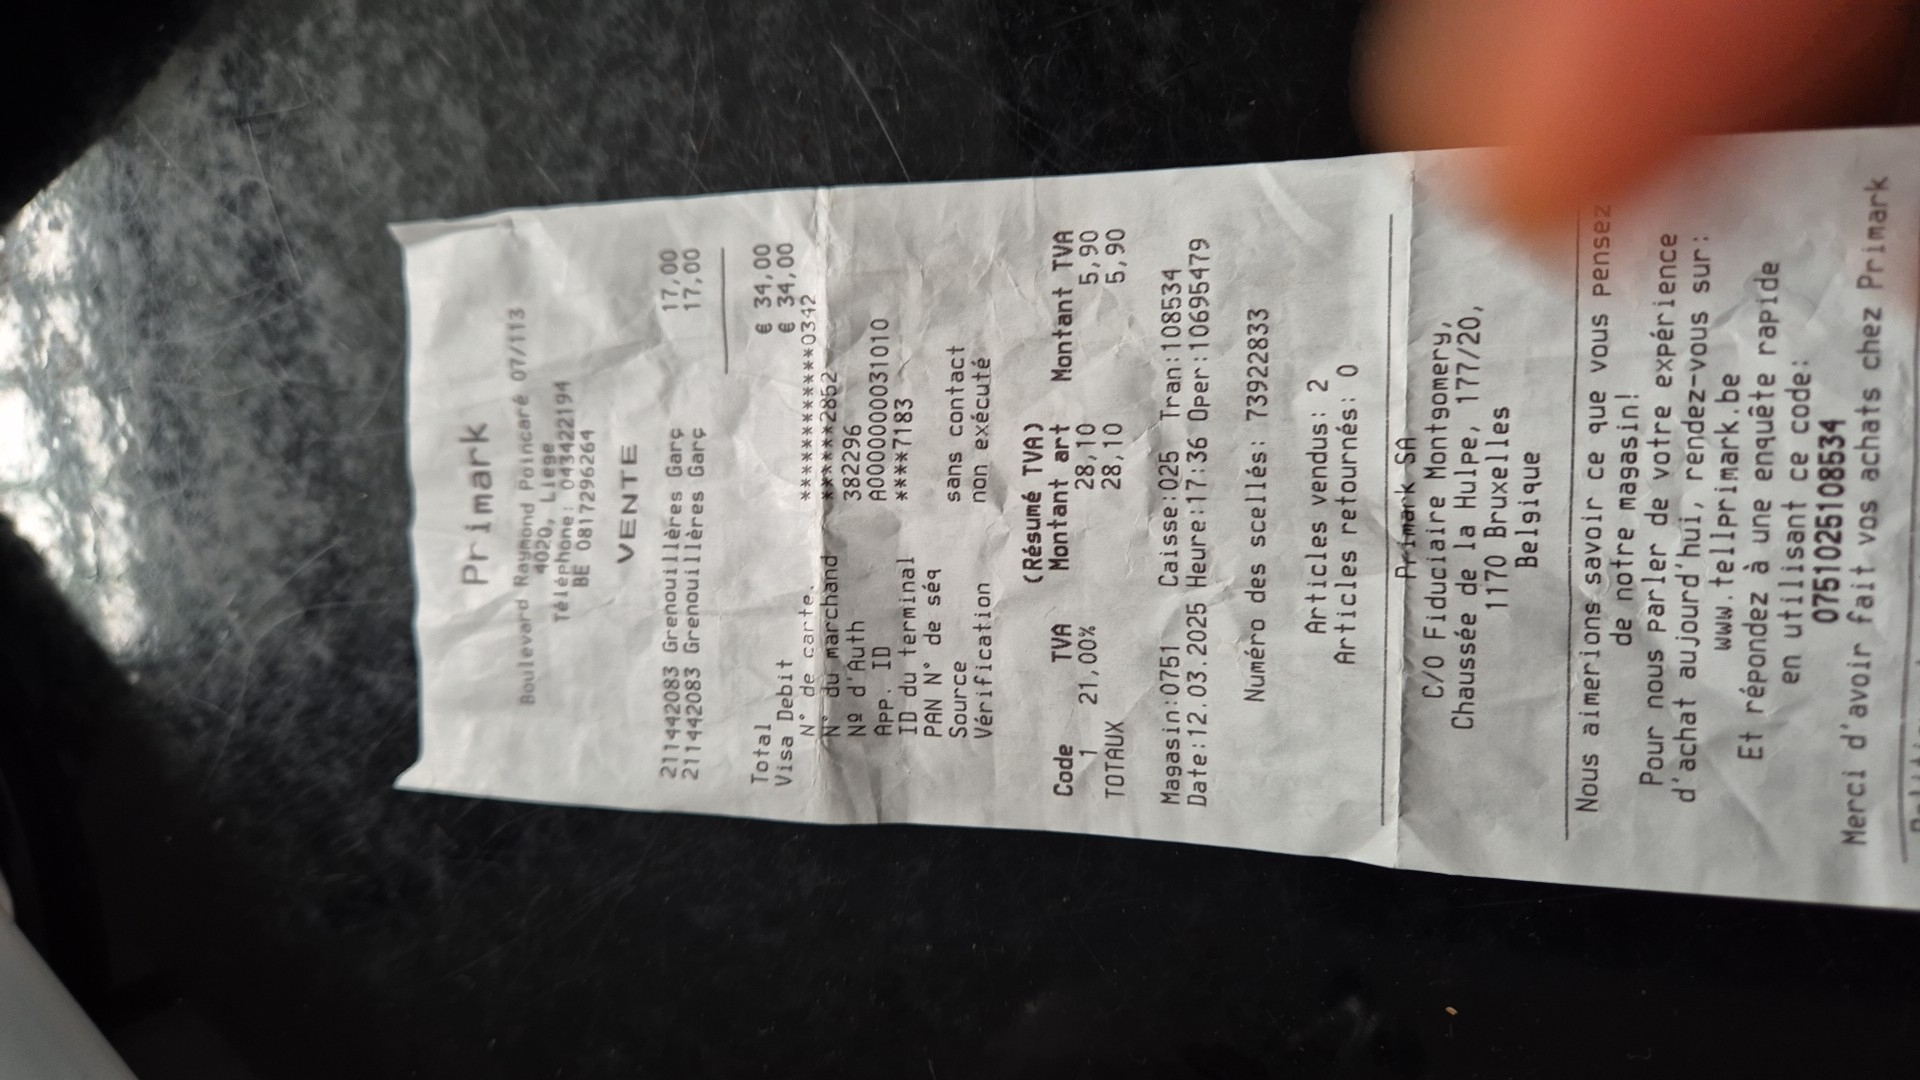 Primark
Boulevard Raymond Poincaré 07/113
4020, Liege
Téléphone: 043422194
BE 0817296264
VENTE
211442083 Grenouillères Garç 17,00
211442083 Grenouillères Garç 17,00
Total € 34,00
Visa Debit € 34,00
N° de carte. ************0342
N° du marchand ******2852
Nº d'Auth 382296
App. ID A0000000031010
ID du terminal ****7183
PAN N° de séq
Source sans contact
Vérification non exécuté
(Résumé TVA)
Code TVA Montant art Montant TVA
1 21,00% 28,10 5,90
TOTAUX 28,10 5,90
Magasin:0751 Caisse:025 Tran:108534
Date:12.03.2025 Heure:17:36 Oper:10695479
Numéro des scellés: 73922833
Articles vendus: 2
Articles retournés: 0
Primark SA
C/O Fiduciaire Montgomery,
Chaussée de la Hulpe, 177/20,
1170 Bruxelles
Belgique
Nous aimerions savoir ce que vous pensez
de notre magasin!
Pour nous parler de votre expérience
d'achat aujourd'hui, rendez-vous sur:
www.tellprimark.be
Et répondez à une enquête rapide
en utilisant ce code:
0751025108534
Merci d'avoir fait vos achats chez Primark